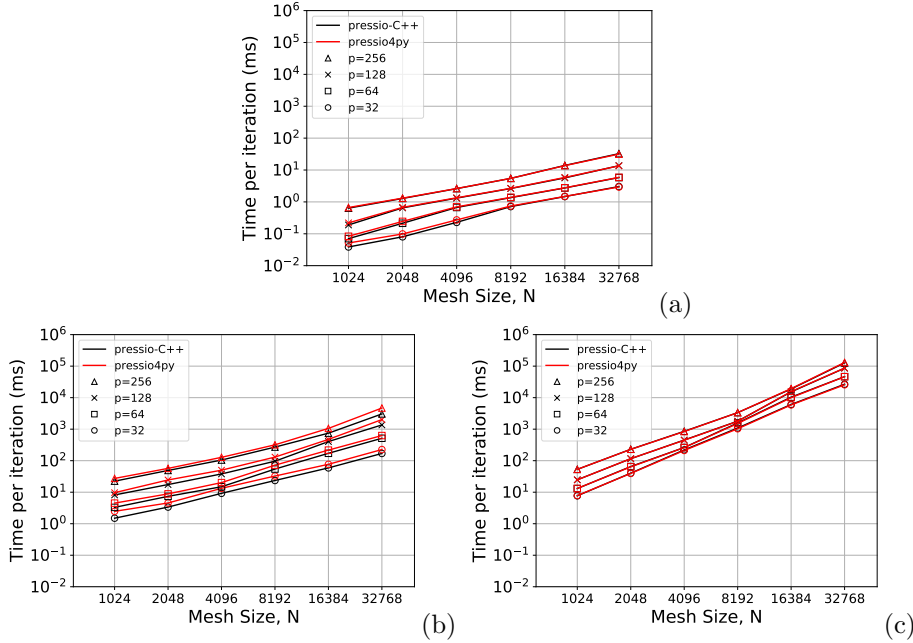 10^6
10^5
10^4
10^3
10^2
10^1
10^0
10^−1
10^−2
Time per iteration (ms)
pressio-C++
pressio4py
p=256
p=128
p=64
p=32
1024 2048 4096 8192 16384 32768
Mesh Size, N
(a)
10^6
10^5
10^4
10^3
10^2
10^1
10^0
10^−1
10^−2
Time per iteration (ms)
pressio-C++
pressio4py
p=256
p=128
p=64
p=32
1024 2048 4096 8192 16384 32768
Mesh Size, N
(b)
10^6
10^5
10^4
10^3
10^2
10^1
10^0
10^−1
10^−2
Time per iteration (ms)
pressio-C++
pressio4py
p=256
p=128
p=64
p=32
1024 2048 4096 8192 16384 32768
Mesh Size, N
(c)